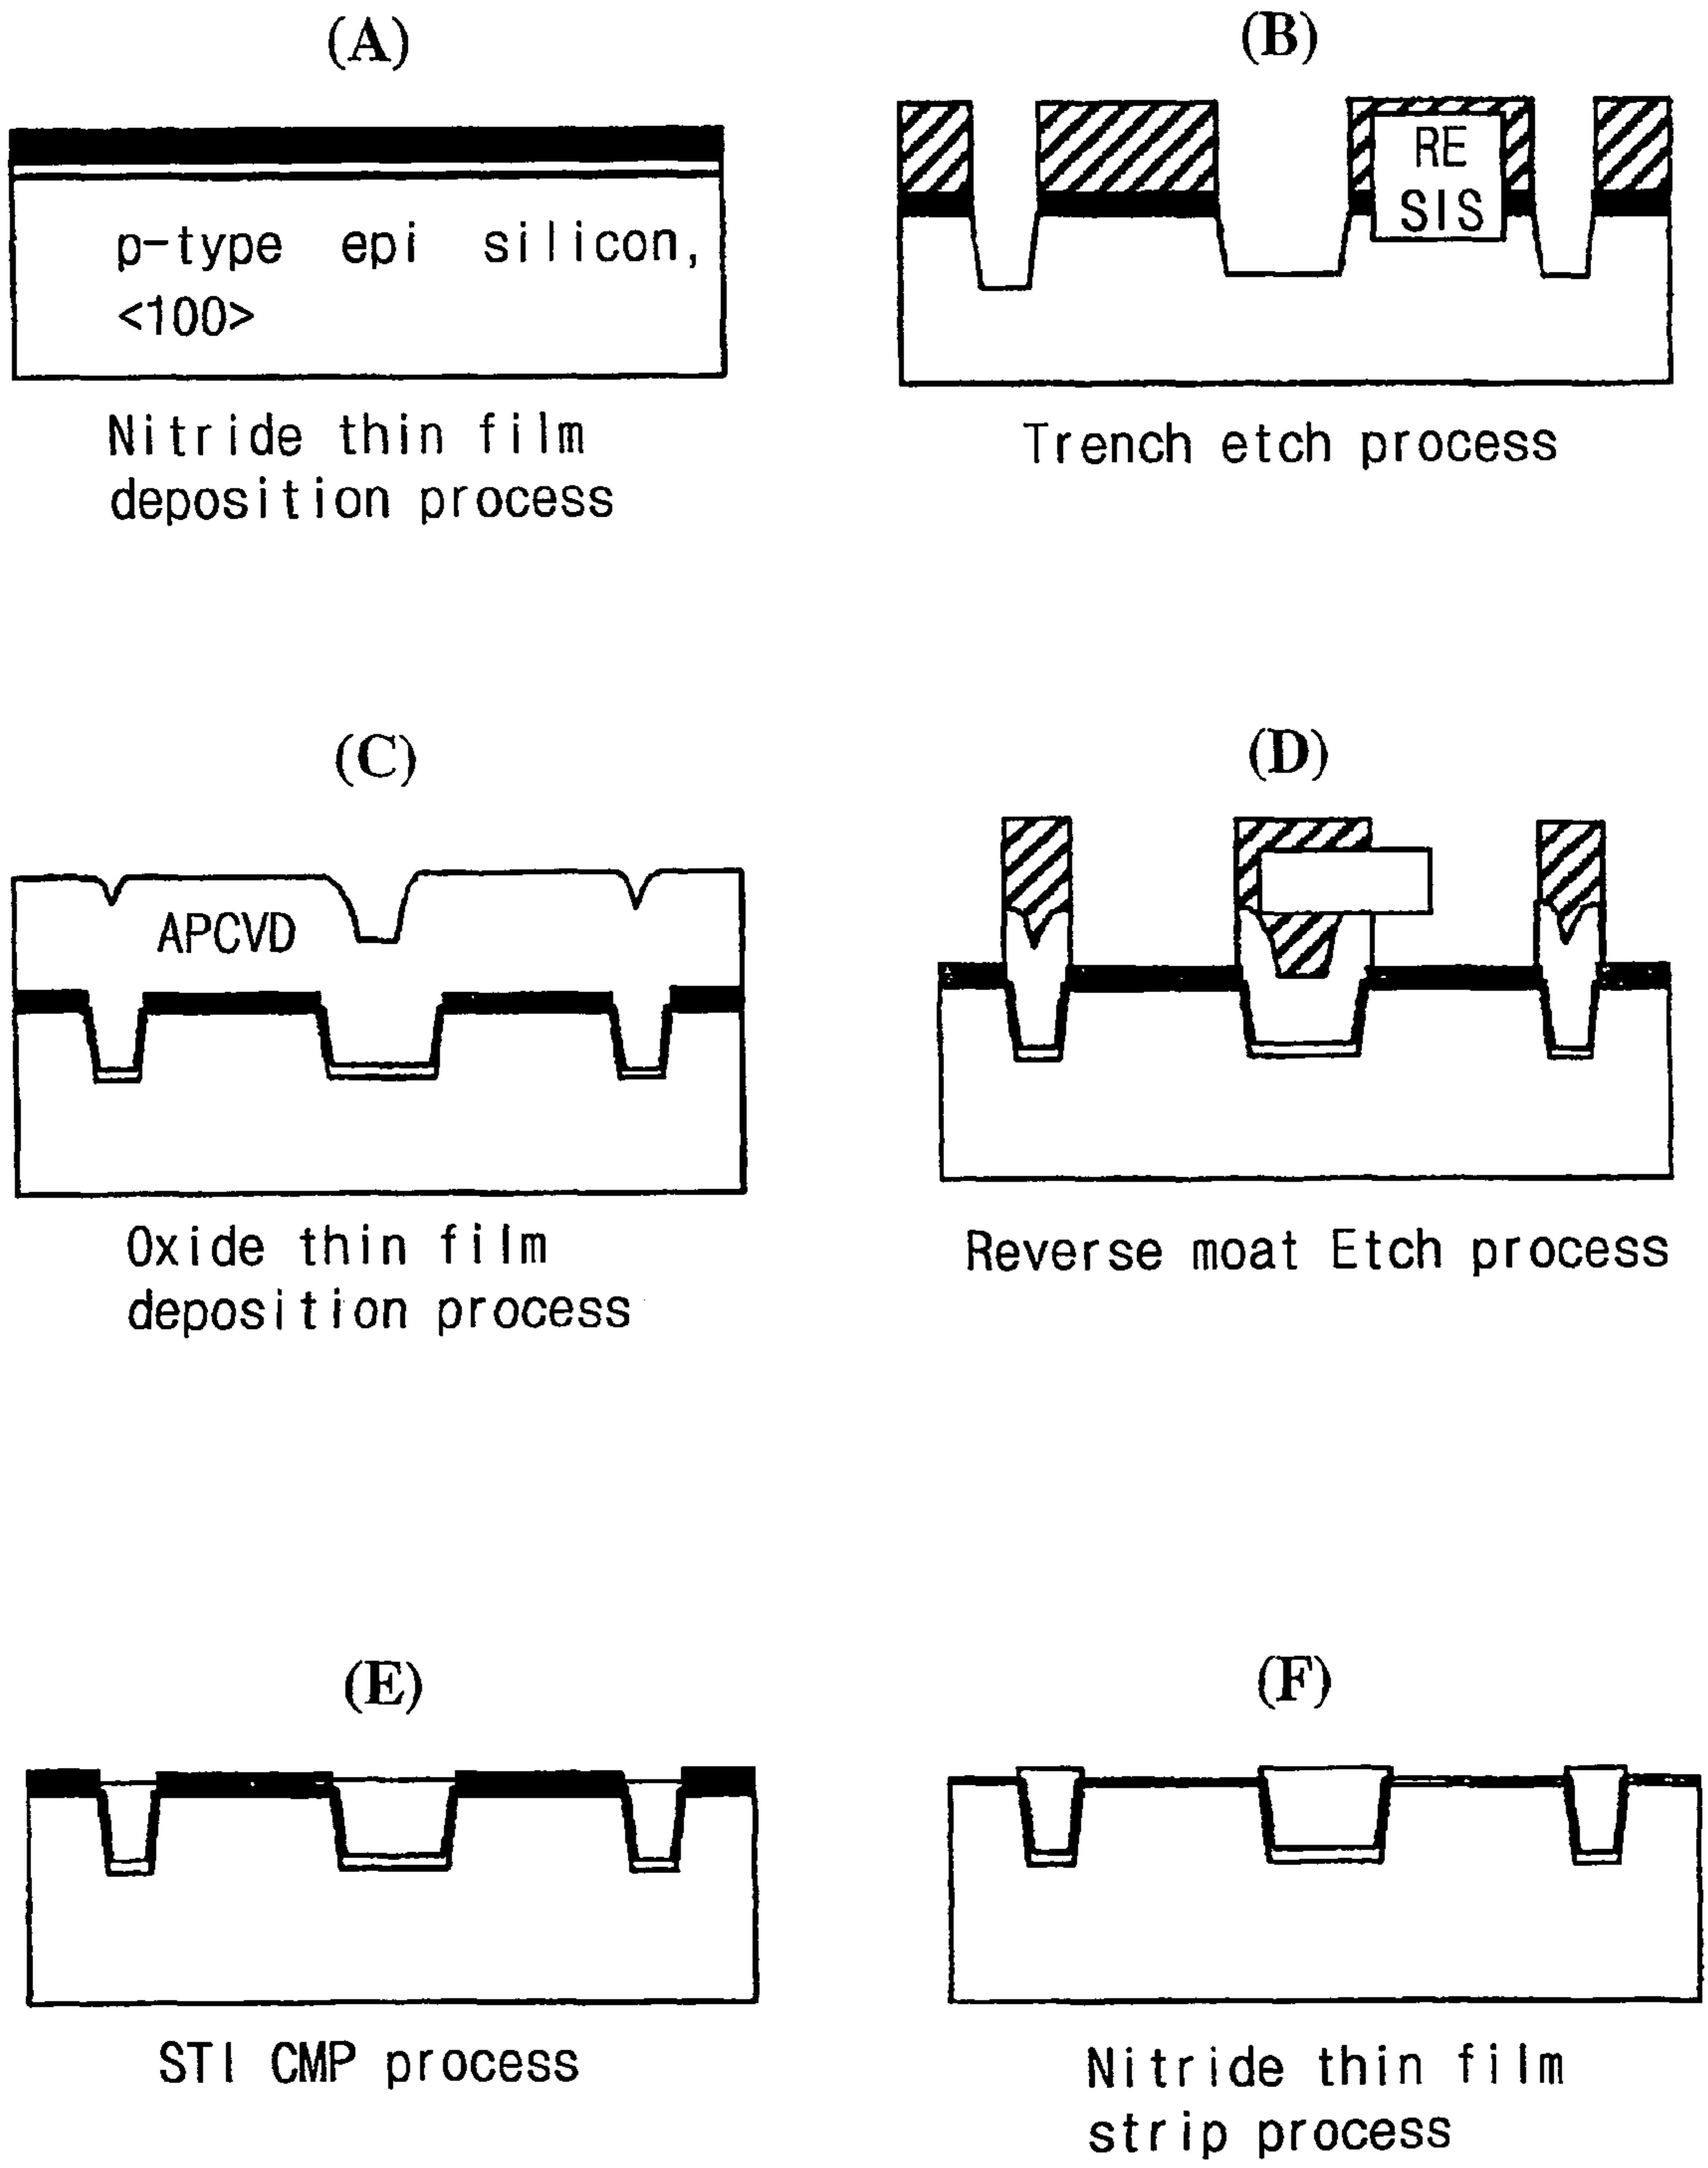 (A)
p-type epi silicon,
<100>
Nitride thin film
deposition process
(B)
RE
SIS
Trench etch process
(C)
APCVD
Oxide thin film
deposition process
(D)
Reverse moat Etch process
(E)
STI CMP process
(F)
Nitride thin film
strip process